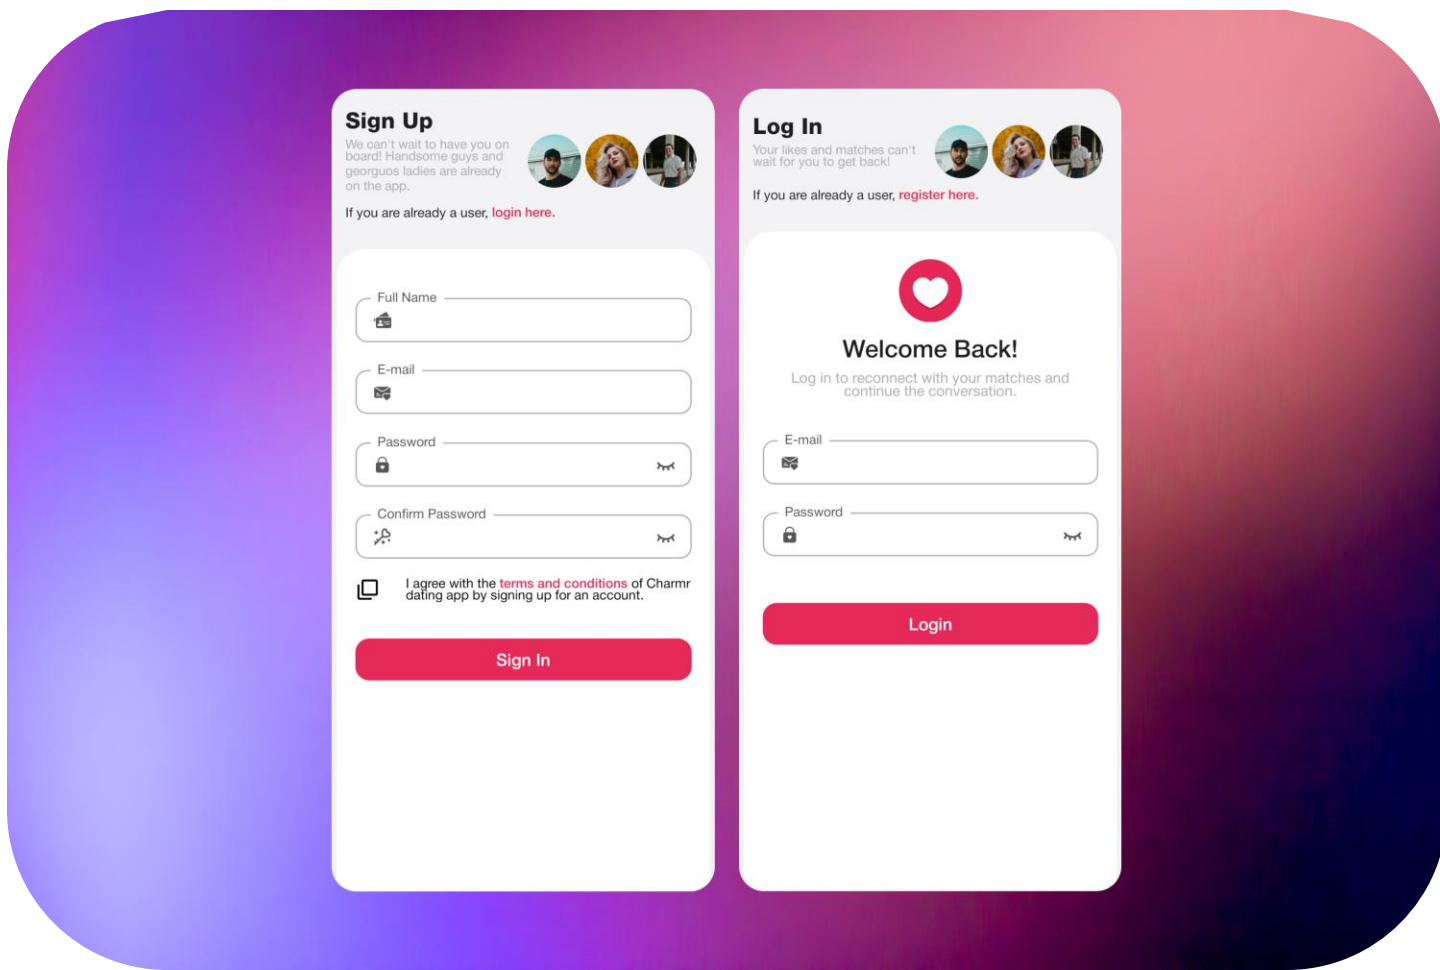 Sign Up
We can't wait to have you on
board! Handsome guys and
georguos ladies are already
on the app.
If you are already a user, login here.
Full Name
E-mail
Password
Confirm Password
I agree with the terms and conditions of Charmr
dating app by signing up for an account.
Sign In
Log In
Your likes and matches can't
wait for you to get back!
If you are already a user, register here.
Welcome Back!
Log in to reconnect with your matches and
continue the conversation.
E-mail
Password
Login